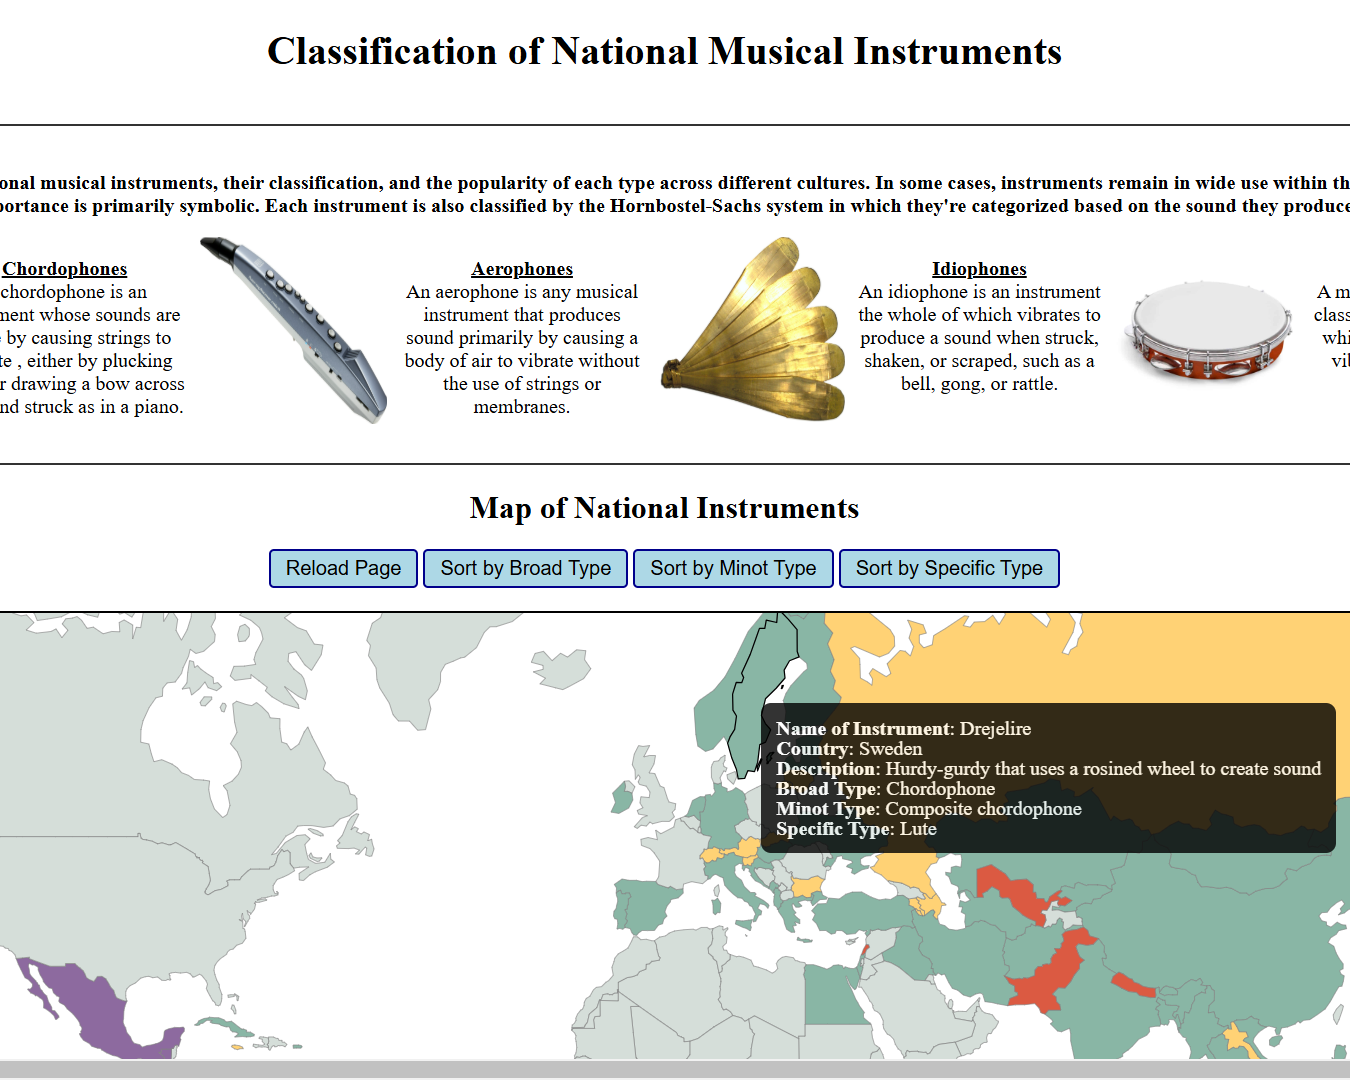 Classification of National Musical Instruments
onal musical instruments, their classification, and the popularity of each type across different cultures. In some cases, instruments remain in wide use within th
portance is primarily symbolic. Each instrument is also classified by the Hornbostel-Sachs system in which they're categorized based on the sound they produce
Chordophones
chordophone is an
ment whose sounds are
by causing strings to
te , either by plucking
r drawing a bow across
nd struck as in a piano.
Aerophones
An aerophone is any musical
instrument that produces
sound primarily by causing a
body of air to vibrate without
the use of strings or
membranes.
Idiophones
An idiophone is an instrument
the whole of which vibrates to
produce a sound when struck,
shaken, or scraped, such as a
bell, gong, or rattle.
A m
class
whi
vil
Map of National Instruments
Reload Page
Sort by Broad Type
Sort by Minot Type
Sort by Specific Type
Name of Instrument: Drejelire
Country: Sweden
Description: Hurdy-gurdy that uses a rosined wheel to create sound
Broad Type: Chordophone
Minot Type: Composite chordophone
Specific Type: Lute